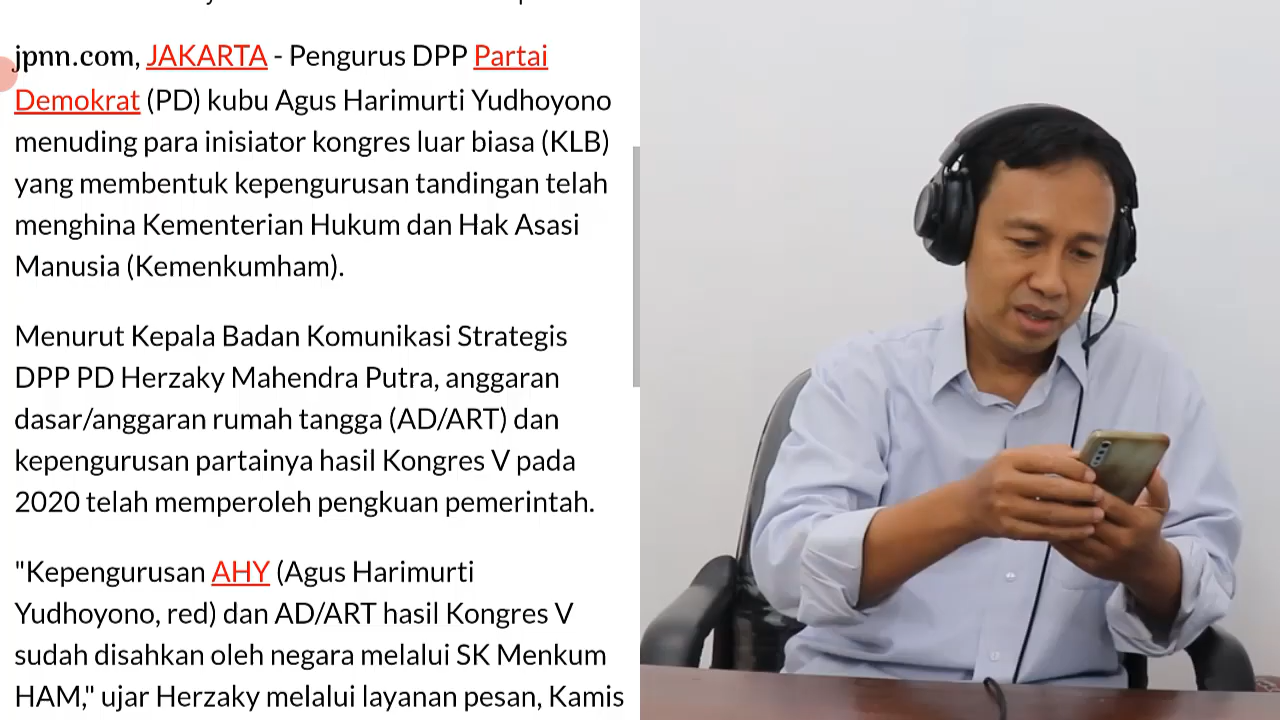 jpnn.com, JAKARTA - Pengurus DPP Partai
Demokrat (PD) kubu Agus Harimurti Yudhoyono
menuding para inisiator kongres luar biasa (KLB)
yang membentuk kepengurusan tandingan telah
menghina Kementerian Hukum dan Hak Asasi
Manusia (Kemenkumham).
Menurut Kepala Badan Komunikasi Strategis
DPP PD Herzaky Mahendra Putra, anggaran
dasar/anggaran rumah tangga (AD/ART) dan
kepengurusan partainya hasil Kongres V pada
2020 telah memperoleh pengkuan pemerintah.
"Kepengurusan AHY (Agus Harimurti
Yudhoyono, red) dan AD/ART hasil Kongres V
sudah disahkan oleh negara melalui SK Menkum
HAM," ujar Herzaky melalui layanan pesan, Kamis